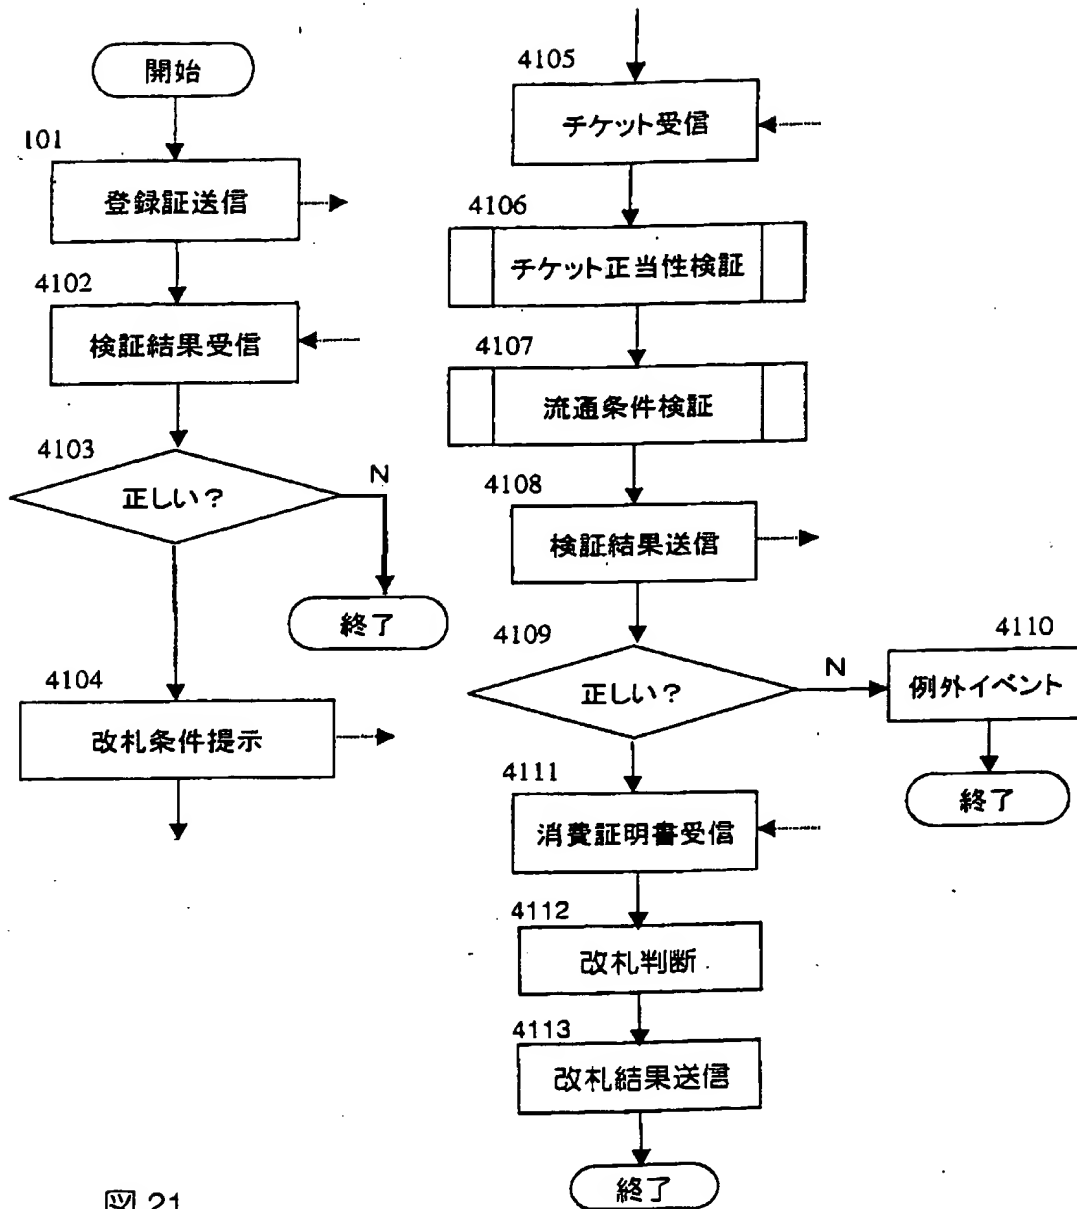 開始
101
登録証送信
4102
検証結果受信
4103
正しい?
N
終了
4104
改札条件提示
4105
チケット受信
4106
チケット正当性検証
4107
流通条件検証
4108
検証結果送信
4109
正しい?
N
4110
例外イベント
終了
4111
消費証明書受信
4112
改札判断
4113
改札結果送信
終了
図 21